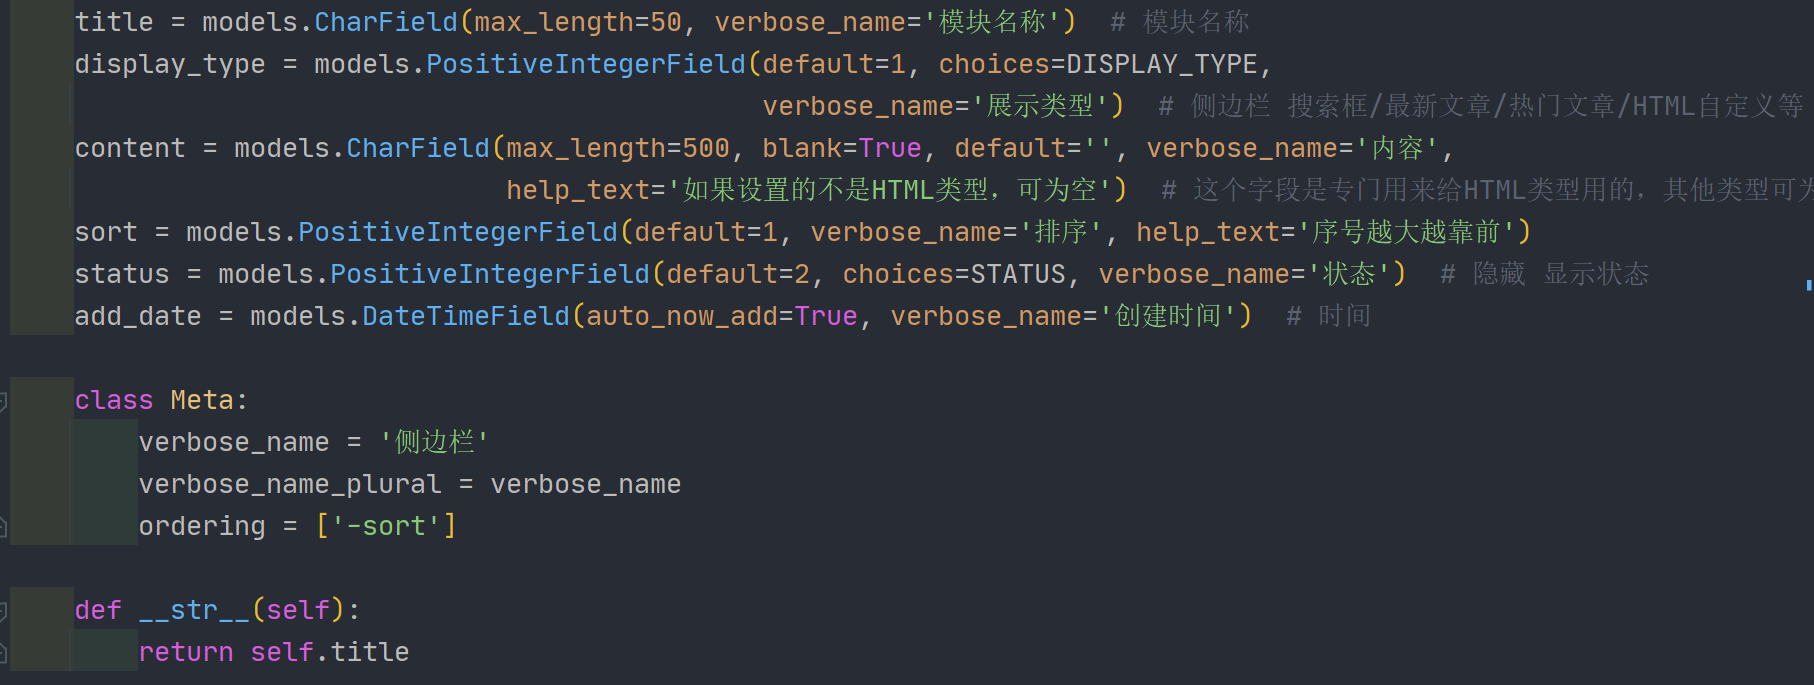 title = models.CharField(max_length=50, verbose_name='模块名称')  # 模块名称
display_type = models.PositiveIntegerField(default=1, choices=DISPLAY_TYPE,
verbose_name='展示类型')  # 侧边栏 搜索框/最新文章/热门文章/HTML自定义等
content = models.CharField(max_length=500, blank=True, default='', verbose_name='内容',
help_text='如果设置的不是HTML类型，可为空')  # 这个字段是专门用来给HTML类型用的，其他类型可
sort = models.PositiveIntegerField(default=1, verbose_name='排序', help_text='序号越大越靠前')
status = models.PositiveIntegerField(default=2, choices=STATUS, verbose_name='状态')  # 隐藏 显示状态
add_date = models.DateTimeField(auto_now_add=True, verbose_name='创建时间')  # 时间
class Meta:
verbose_name = '侧边栏'
verbose_name_plural = verbose_name
ordering = ['-sort']
def __str__(self):
return self.title